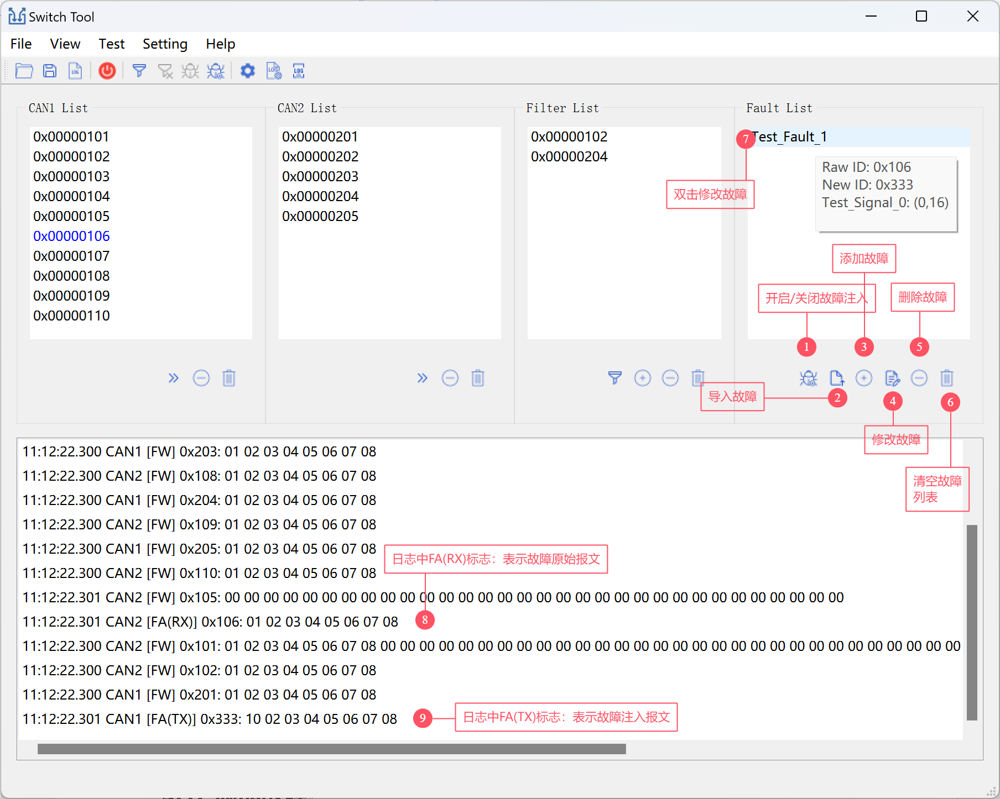 Switch Tool
File View Test Setting Help
CAN1 List
0x00000101
0x00000102
0x00000103
0x00000104
0x00000105
0x00000106
0x00000107
0x00000108
0x00000109
0x00000110
CAN2 List
0x00000201
0x00000202
0x00000203
0x00000204
0x00000205
Filter List
0x00000102
0x00000204
Fault List
7 Test_Fault_1
双击修改故障
Raw ID: 0x106
New ID: 0x333
Test_Signal_0: (0,16)
添加故障
开启/关闭故障注入
删除故障
1
3
5
导入故障
2
4
6
修改故障
清空故障
列表
11:12:22.300 CAN1 [FW] 0x203: 01 02 03 04 05 06 07 08
11:12:22.300 CAN2 [FW] 0x108: 01 02 03 04 05 06 07 08
11:12:22.300 CAN1 [FW] 0x204: 01 02 03 04 05 06 07 08
11:12:22.300 CAN2 [FW] 0x109: 01 02 03 04 05 06 07 08
11:12:22.300 CAN1 [FW] 0x205: 01 02 03 04 05 06 07 08
日志中FA(RX)标志：表示故障原始报文
11:12:22.300 CAN2 [FW] 0x110: 01 02 03 04 05 06 07 08
11:12:22.301 CAN2 [FW] 0x105: 00 00 00 00 00 00 00 00 00 00 00 00 00 00 00 00 00 00 00 00 00 00 00 00 00 00 00 00 00 00 00 00
11:12:22.301 CAN2 [FA(RX)] 0x106: 01 02 03 04 05 06 07 08
8
11:12:22.300 CAN2 [FW] 0x101: 01 02 03 04 05 06 07 08 00 00 00 00 00 00 00 00 00 00 00 00 00 00 00 00 00 00 00 00 00 00 00 00 00 00 00 00 00 00
11:12:22.300 CAN2 [FW] 0x102: 01 02 03 04 05 06 07 08
11:12:22.300 CAN1 [FW] 0x201: 01 02 03 04 05 06 07 08
11:12:22.301 CAN1 [FA(TX)] 0x333: 10 02 03 04 05 06 07 08
9
日志中FA(TX)标志：表示故障注入报文